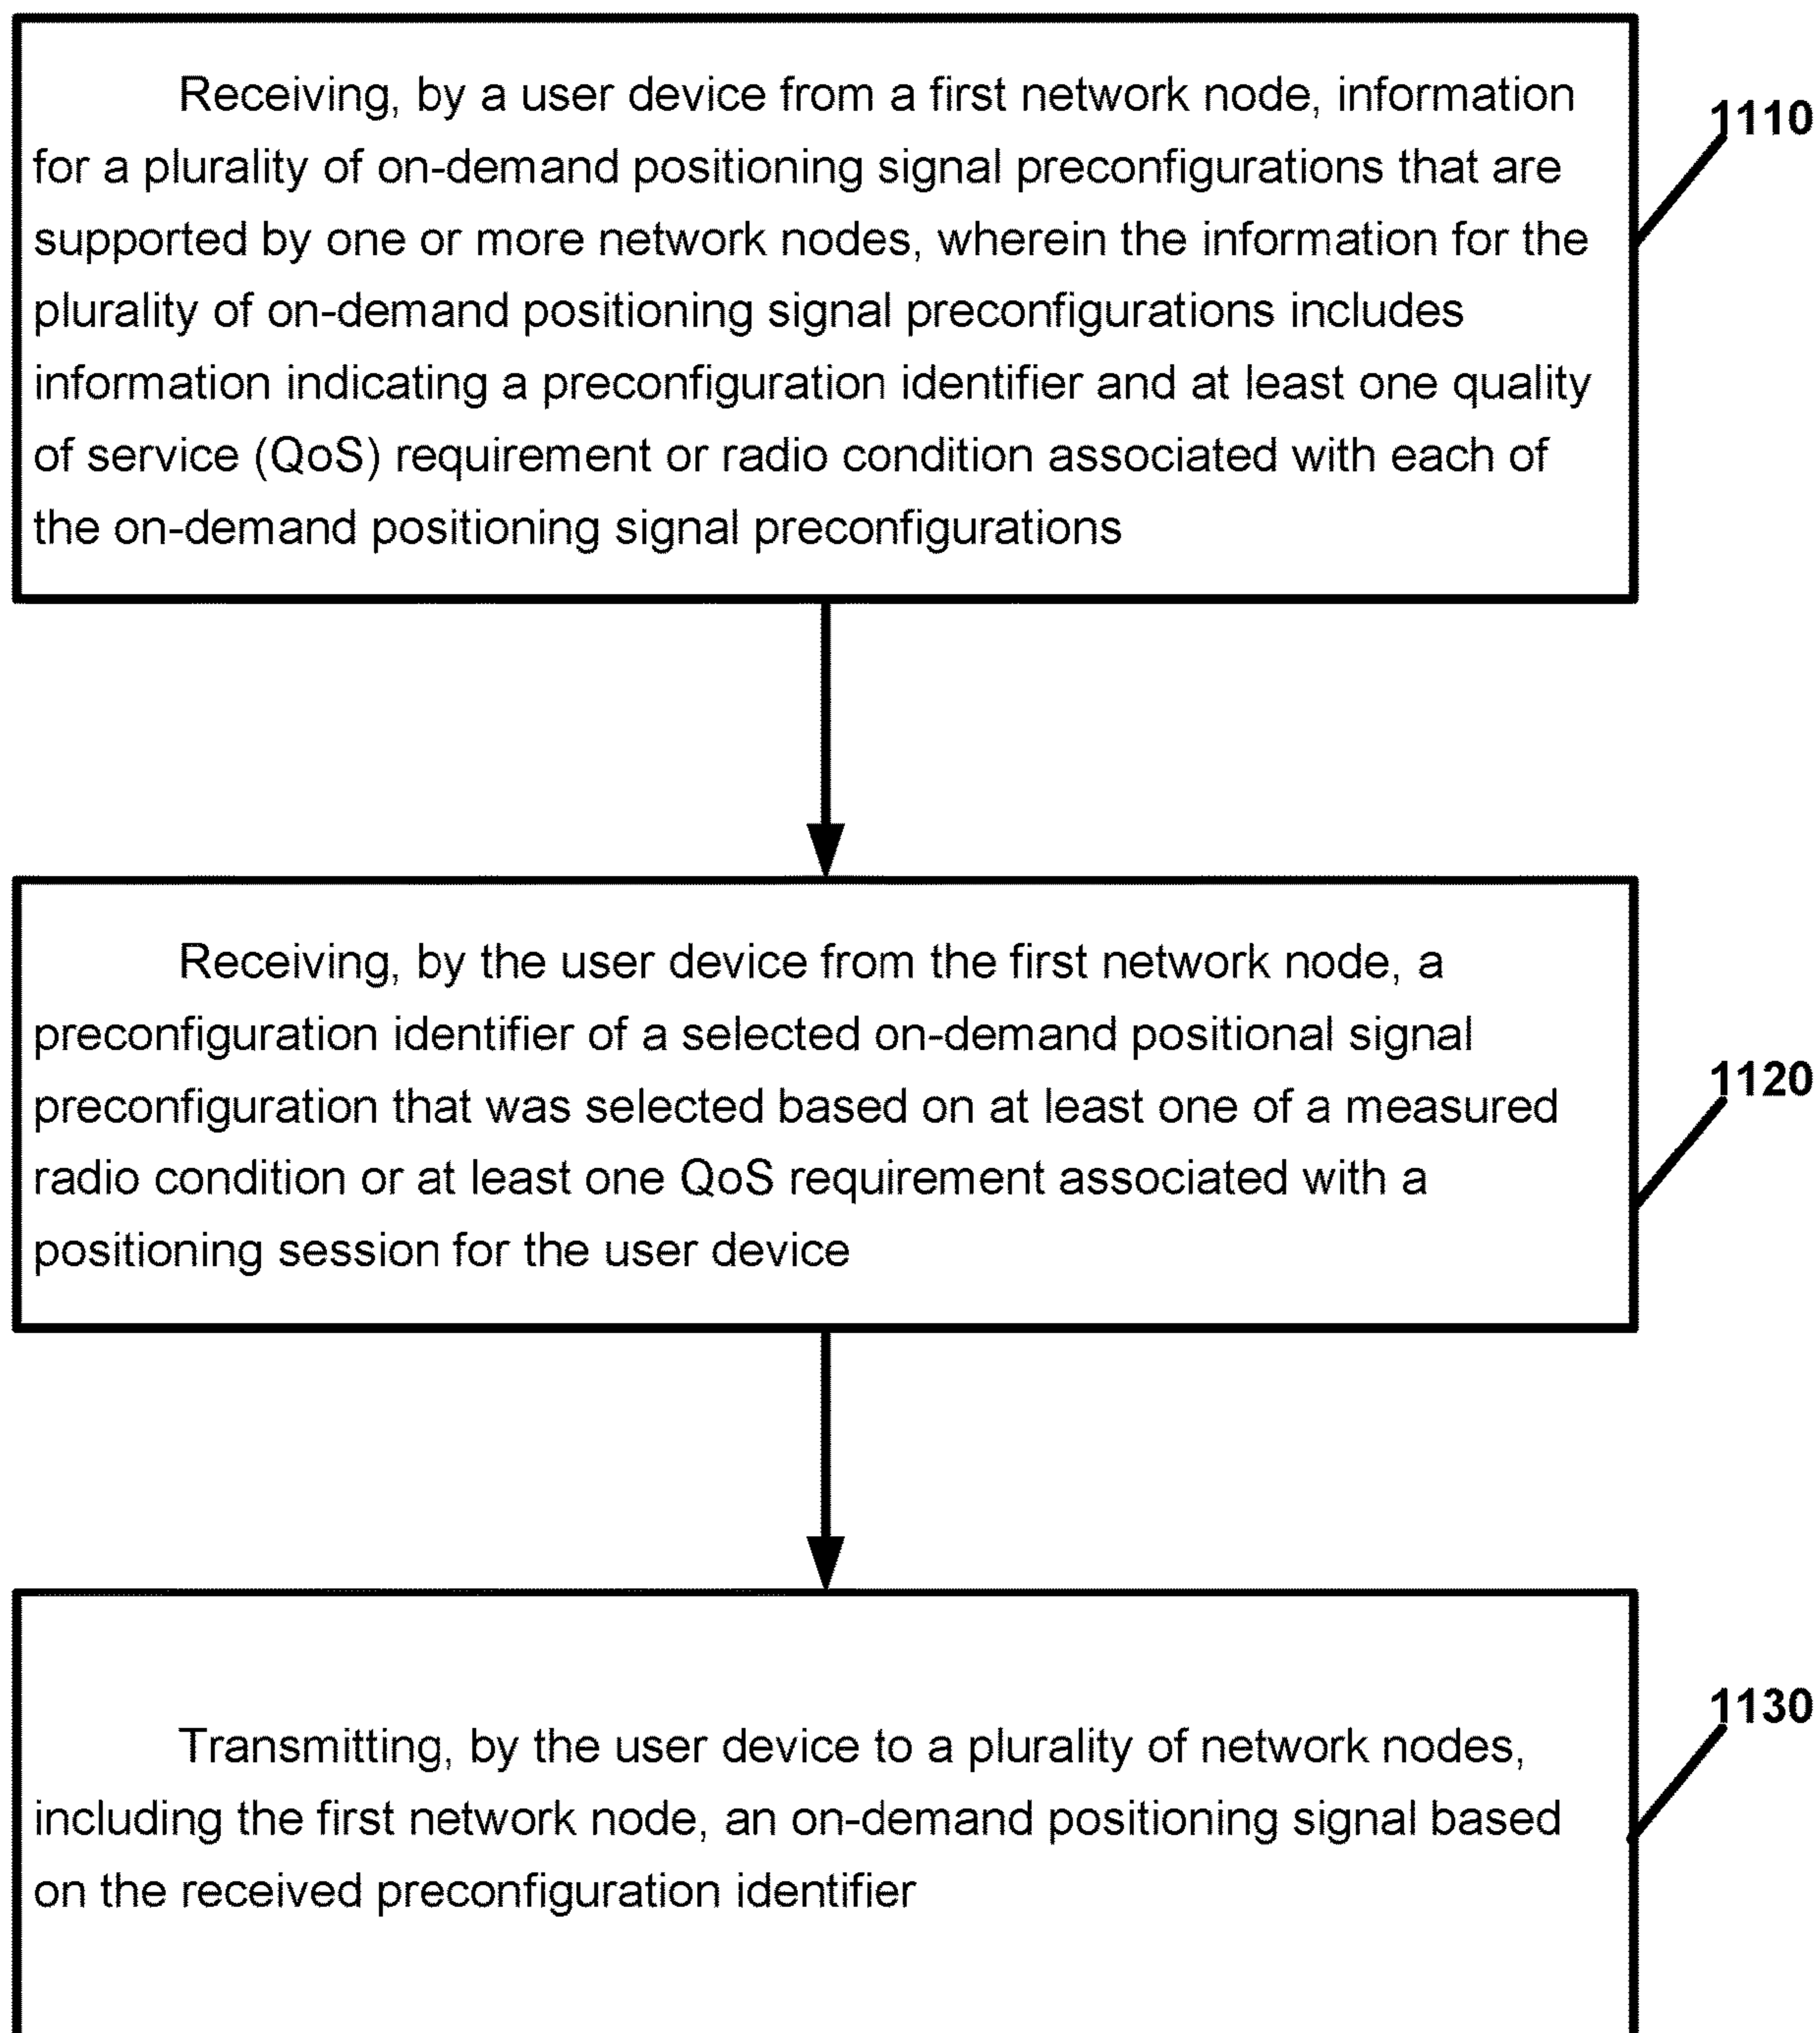 Receiving, by a user device from a first network node, information
for a plurality of on-demand positioning signal preconfigurations that are
supported by one or more network nodes, wherein the information for the
plurality of on-demand positioning signal preconfigurations includes
information indicating a preconfiguration identifier and at least one quality
of service (QoS) requirement or radio condition associated with each of
the on-demand positioning signal preconfigurations
1110
Receiving, by the user device from the first network node, a
preconfiguration identifier of a selected on-demand positional signal
preconfiguration that was selected based on at least one of a measured
radio condition or at least one QoS requirement associated with a
positioning session for the user device
1120
Transmitting, by the user device to a plurality of network nodes,
including the first network node, an on-demand positioning signal based
on the received preconfiguration identifier
1130